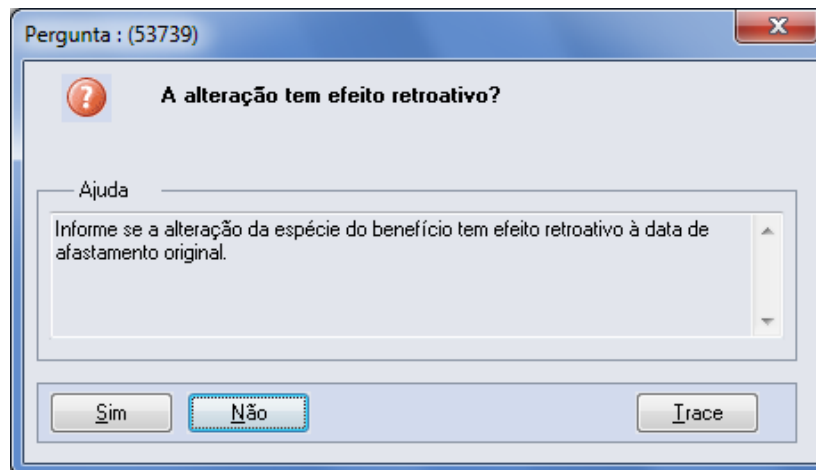 Pergunta : (53739)
A alteração tem efeito retroativo?
Ajuda
Informe se a alteração da espécie do benefício tem efeito retroativo à data de
afastamento original.
Sim Não Trace